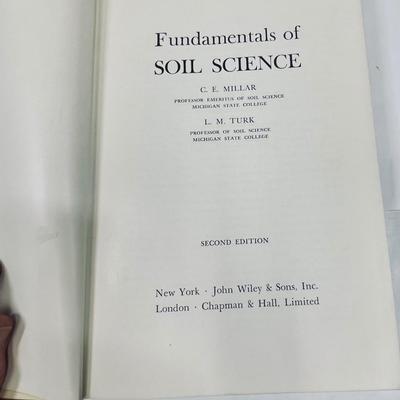 Fundamentals of
SOIL SCIENCE
C. E. MILLAR
PROFESSOR EMERITUS OF SOIL SCIENCE
MICHIGAN STATE COLLEGE
L. M. TURK
PROFESSOR OF SOIL SCIENCE
MICHIGAN STATE COLLEGE
SECOND EDITION
New York · John Wiley & Sons, Inc.
London · Chapman & Hall, Limited